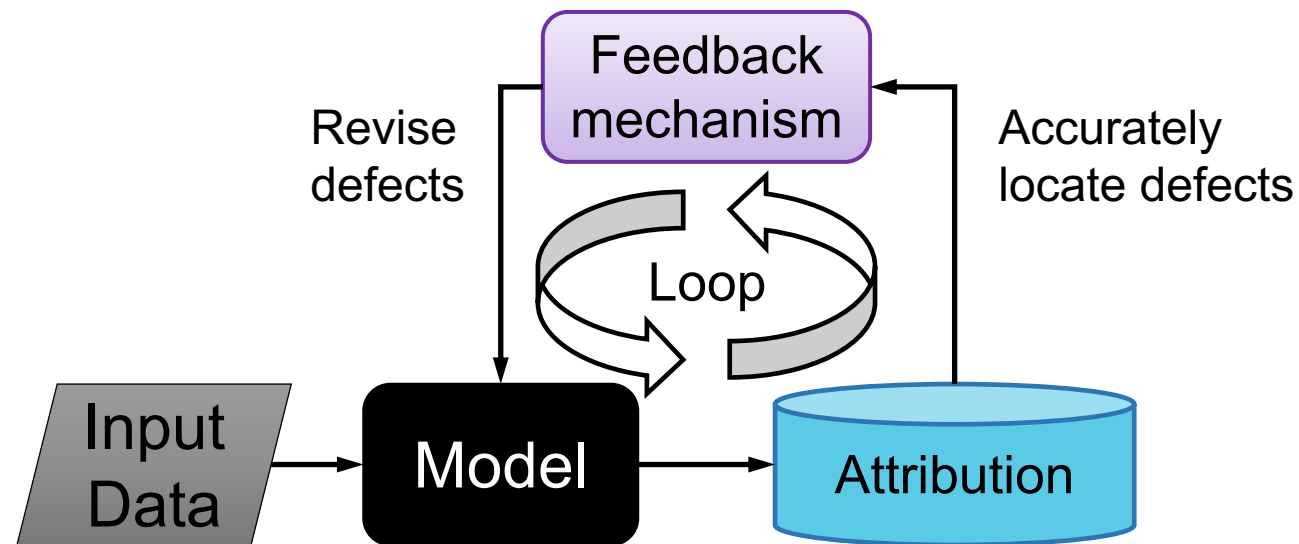 Feedback
mechanism
Revise
defects
Accurately
locate defects
Loop
Input
Data
Model
Attribution